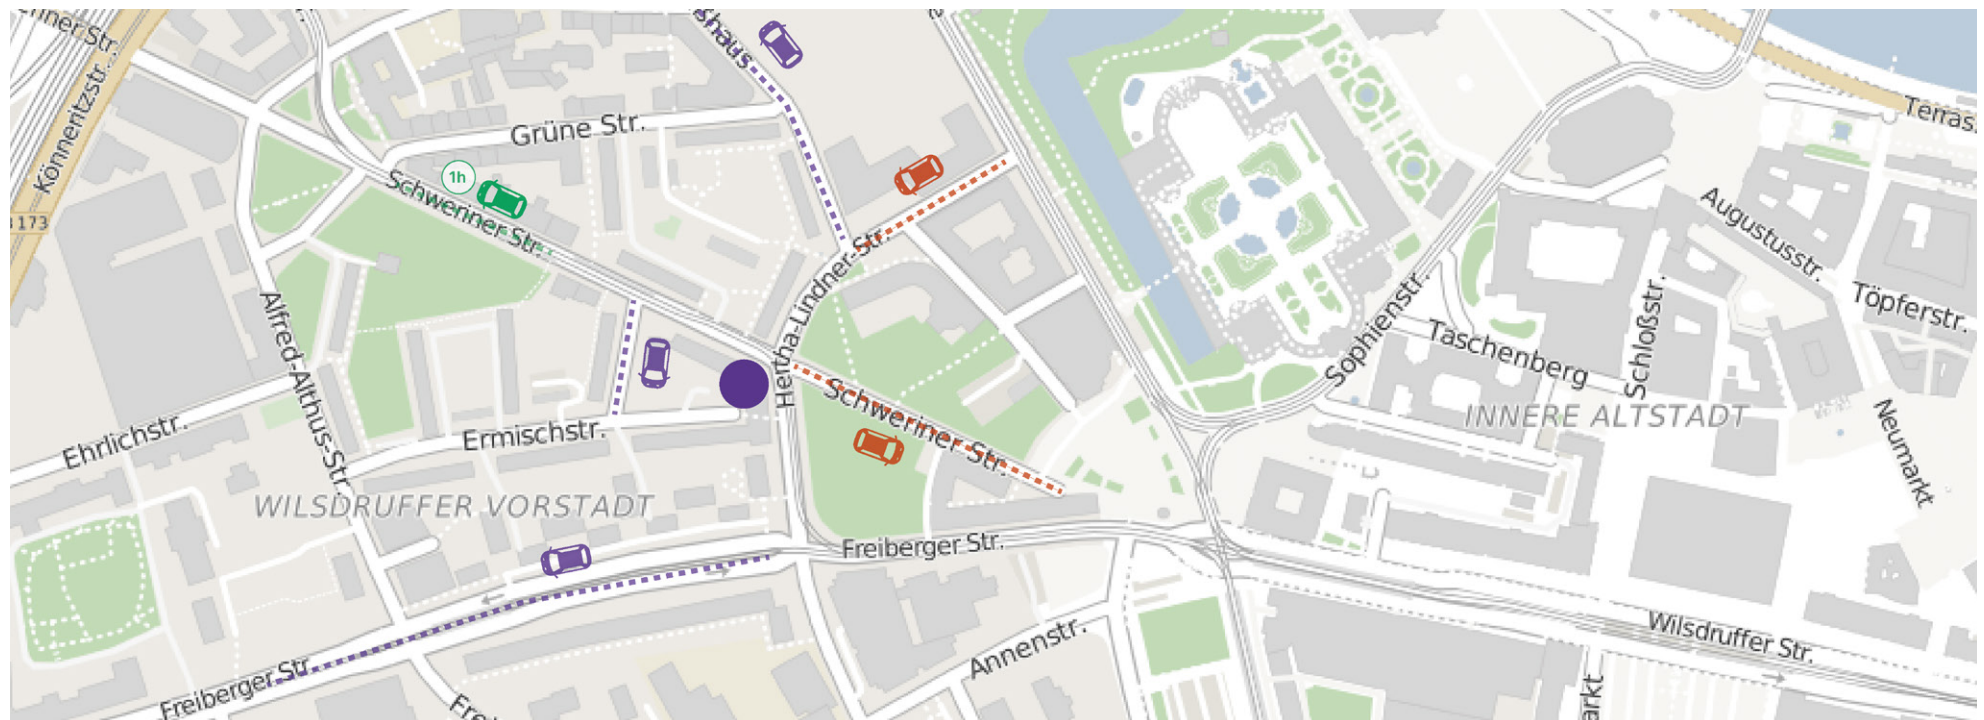 Könneritzstr.
173
Grüne Str.
1h
Schweriner Str.
Hertha-Lindner-Str.
Alfred-Althus-Str.
Ehrlichstr.
Ermischstr.
Schweriner Str.
WILSDRUFFER VORSTADT
Freiberger Str.
Freiberger Str.
Annenstr.
Sophienstr.
Taschenberg
Schloßstr.
Augustusstr.
Töpferstr.
INNERE ALTSTADT
Neumarkt
Wilsdruffer Str.